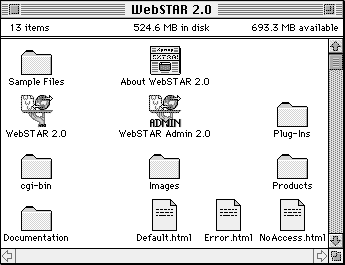 WebSTAR 2.0
13 items 524.6 MB in disk 693.3 MB available
Sample Files About WebSTAR 2.0
WebSTAR 2.0 WebSTAR Admin 2.0 Plug-Ins
ADMIN
cgi-bin Images Products
Documentation Default.html Error.html NoAccess.html